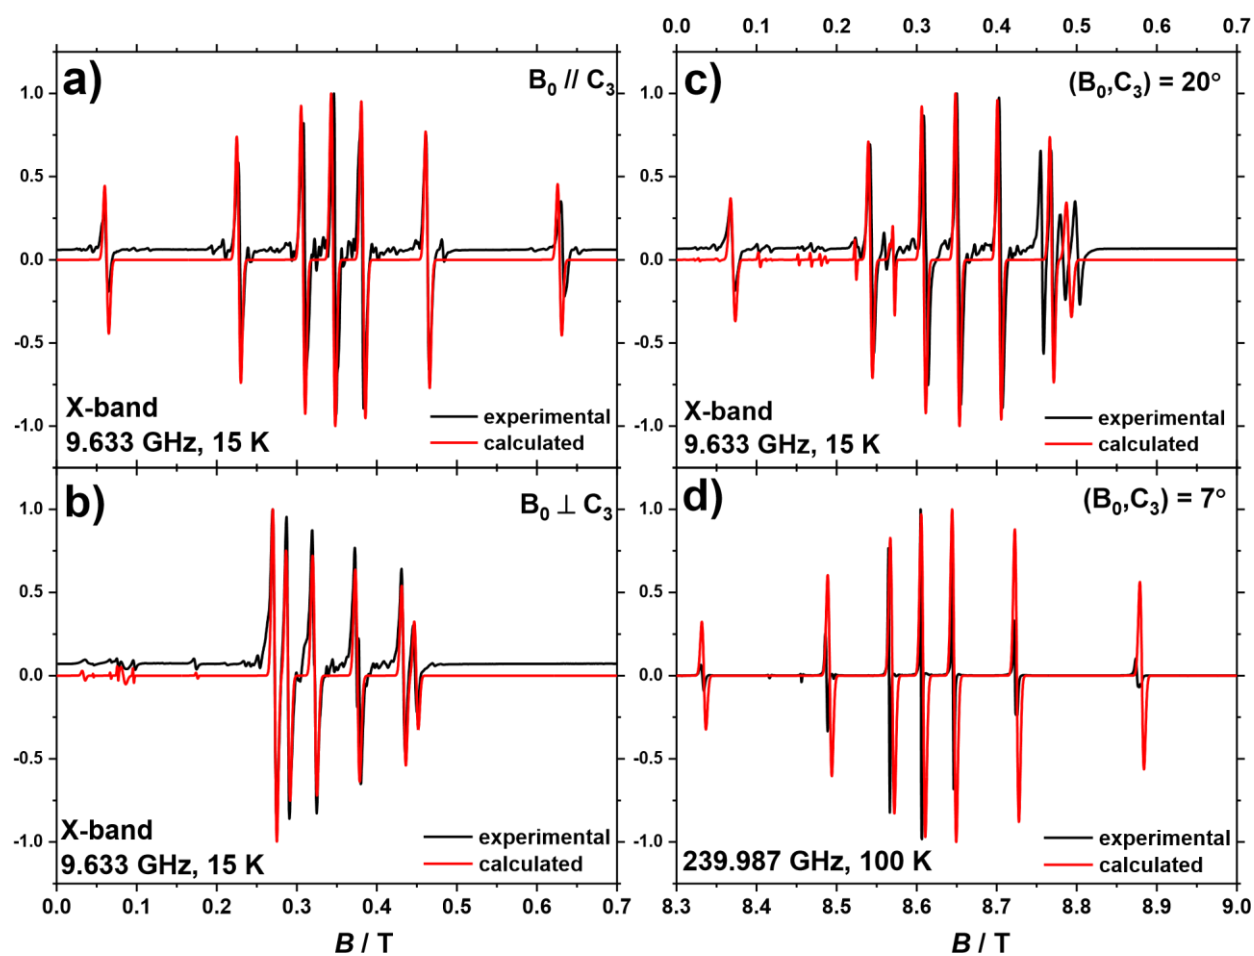 a)
B₀ // C₃
1.0
0.5
0.0
-0.5
-1.0
X-band
9.633 GHz, 15 K
experimental
calculated
b)
B₀ ⊥ C₃
1.0
0.5
0.0
-0.5
-1.0
X-band
9.633 GHz, 15 K
experimental
calculated
0.0 0.1 0.2 0.3 0.4 0.5 0.6 0.7
B / T
0.0 0.1 0.2 0.3 0.4 0.5 0.6 0.7
c)
(B₀,C₃) = 20°
1.0
0.5
0.0
-0.5
-1.0
X-band
9.633 GHz, 15 K
experimental
calculated
d)
(B₀,C₃) = 7°
1.0
0.5
0.0
-0.5
-1.0
239.987 GHz, 100 K
experimental
calculated
8.3 8.4 8.5 8.6 8.7 8.8 8.9 9.0
B / T